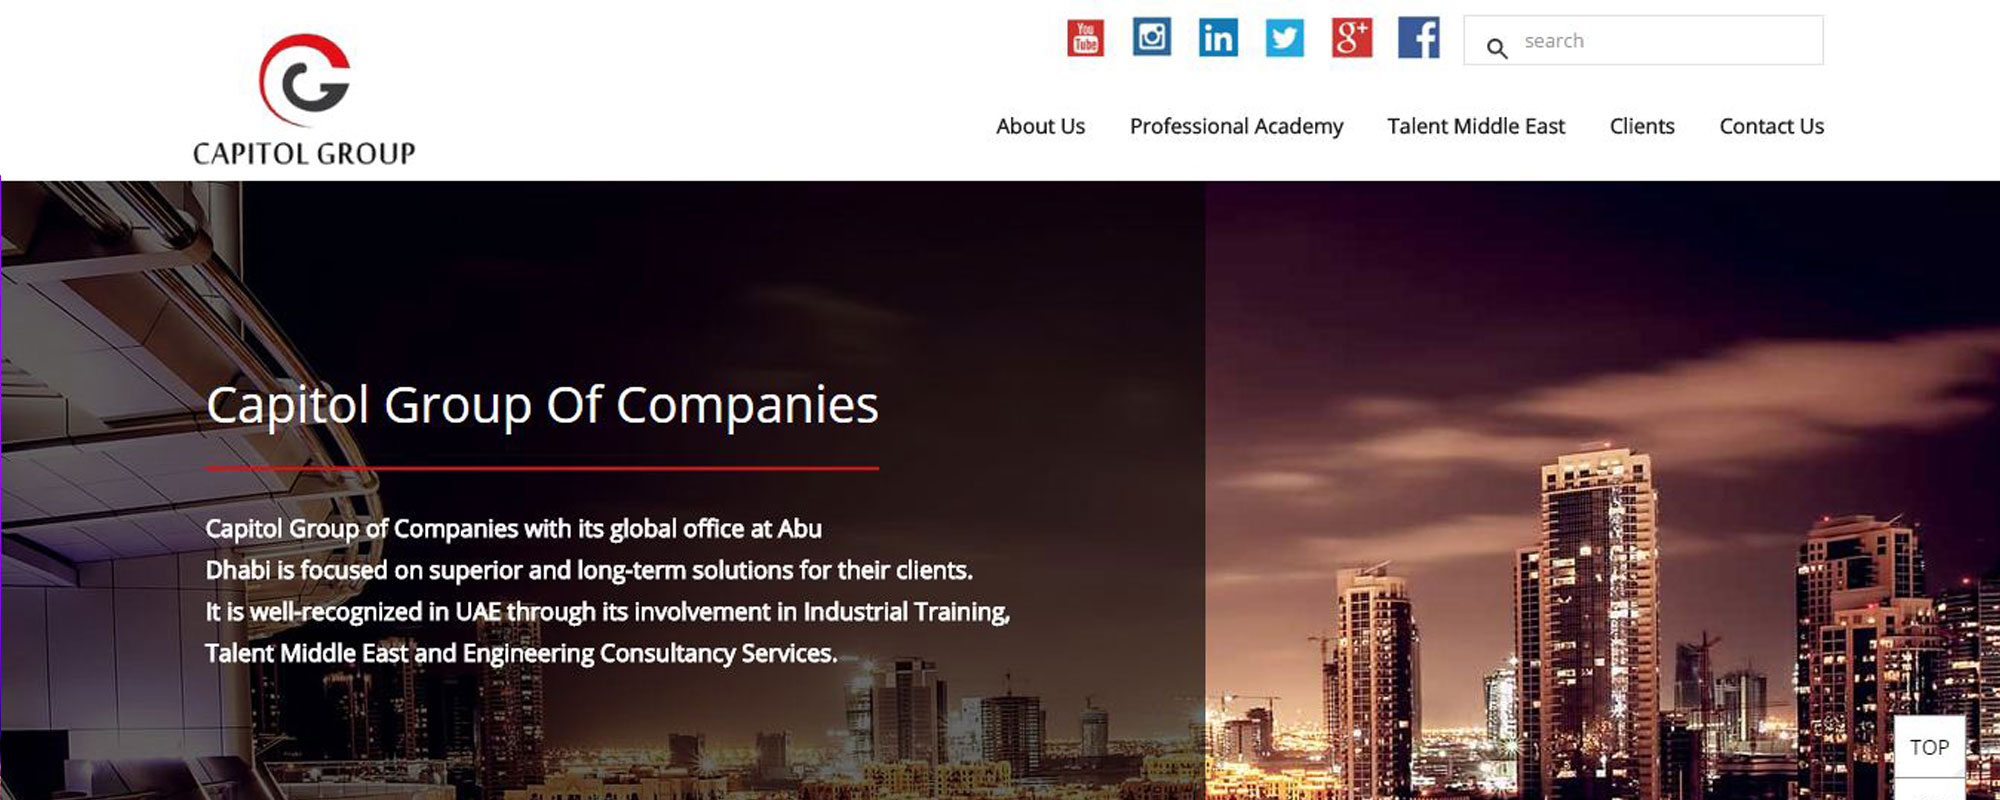 You
Tube
in
g+
f
search
CAPITOL GROUP
About Us
Professional Academy
Talent Middle East
Clients
Contact Us
Capitol Group Of Companies
Capitol Group of Companies with its global office at Abu
Dhabi is focused on superior and long-term solutions for their clients.
It is well-recognized in UAE through its involvement in Industrial Training,
Talent Middle East and Engineering Consultancy Services.
TOP